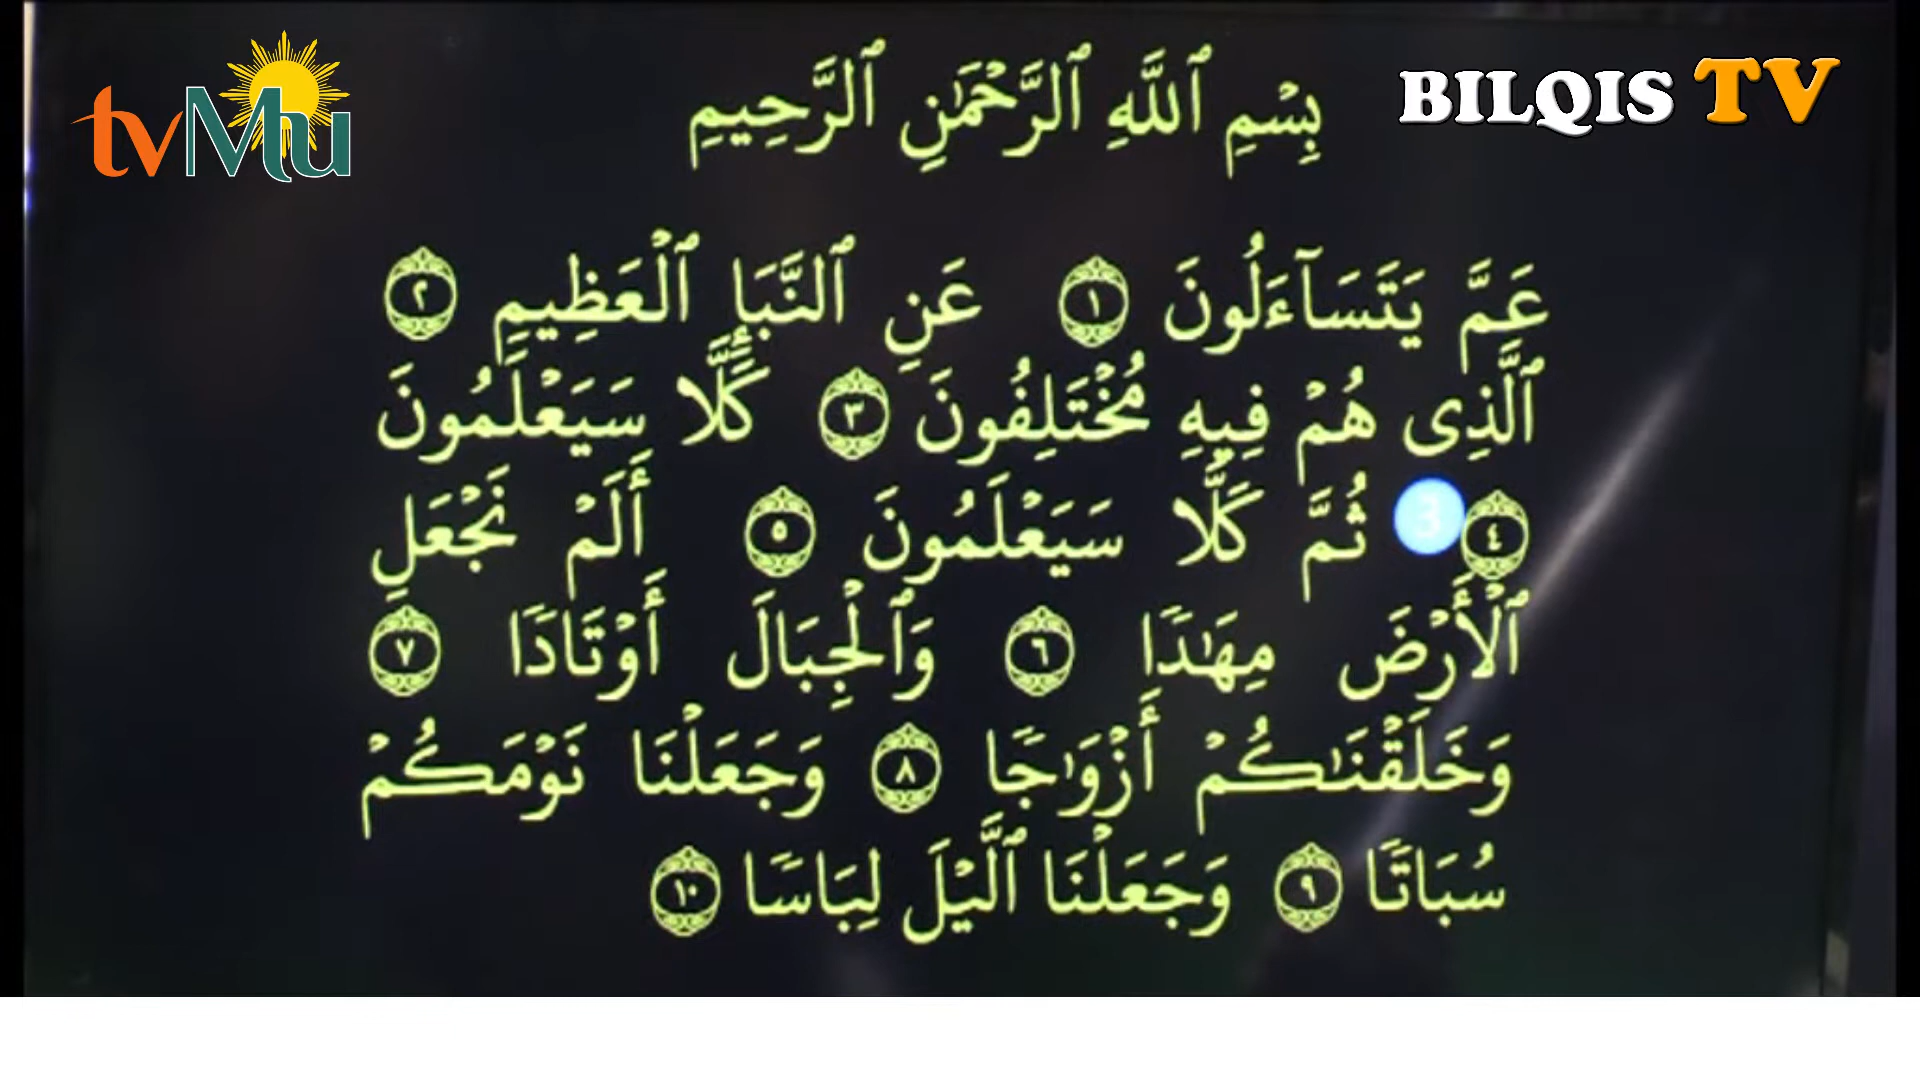 tvMu
BILQIS TV
بِسْمِ ٱللَّهِ ٱلرَّحْمَٰنِ ٱلرَّحِيمِ
عَمَّ يَتَسَآءَلُونَ ١ عَنِ ٱلنَّبَإِ ٱلْعَظِيمِ ٢
ٱلَّذِى هُمْ فِيهِ مُخْتَلِفُونَ ٣ كَلَّا سَيَعْلَمُونَ
٤ 3 ثُمَّ كَلَّا سَيَعْلَمُونَ ٥ أَلَمْ نَجْعَلِ
ٱلْأَرْضَ مِهَٰدًا ٦ وَٱلْجِبَالَ أَوْتَادًا ٧
وَخَلَقْنَٰكُمْ أَزْوَٰجًا ٨ وَجَعَلْنَا نَوْمَكُمْ
سُبَاتًا ٩ وَجَعَلْنَا ٱلَّيْلَ لِبَاسًا ١٠